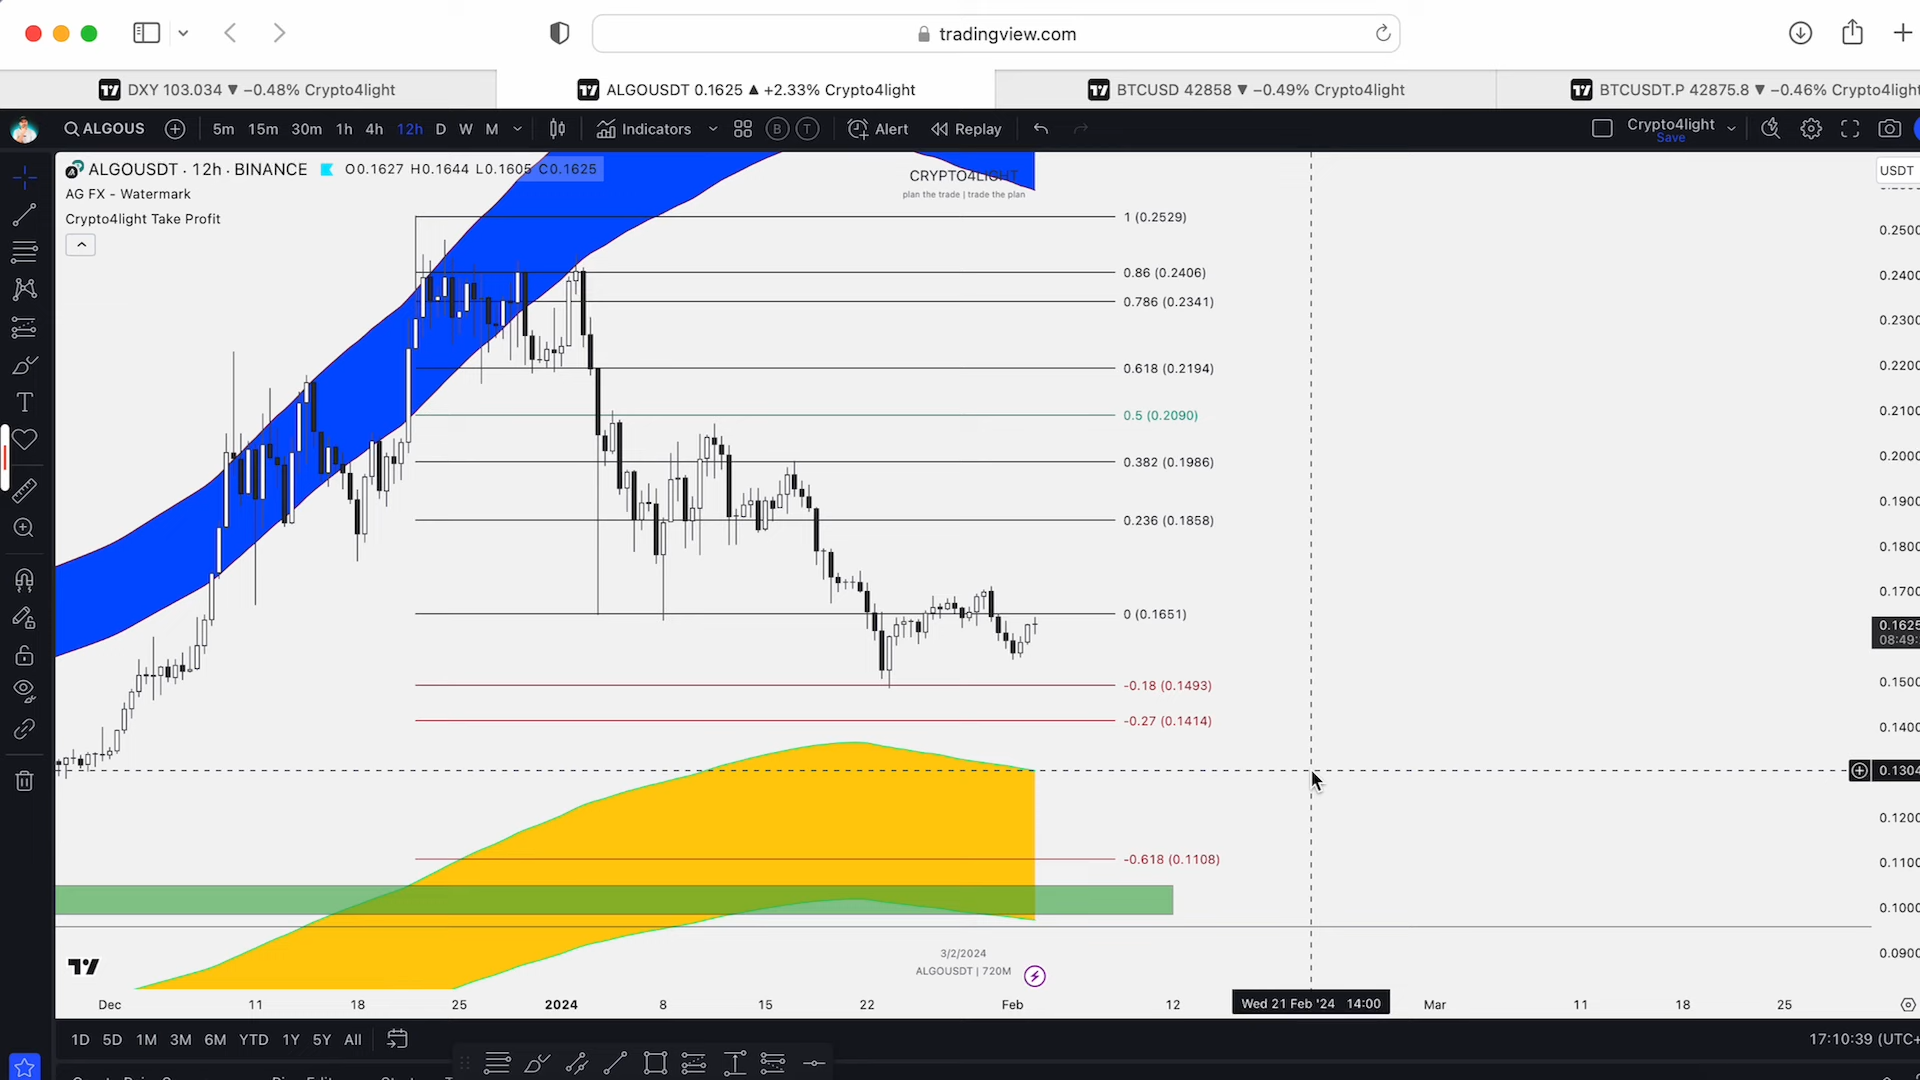 tradingview.com
DXY 103.034 ▼ −0.48% Crypto4light
ALGOUSDT 0.1625 ▲ +2.33% Crypto4light
BTCUSD 42858 ▼ −0.49% Crypto4light
BTCUSDT.P 42875.8 ▼ −0.46% Crypto4light
ALGOUS
5m 15m 30m 1h 4h 12h D W M
Indicators
B T
Alert
Replay
Crypto4light
Save
ALGOUSDT · 12h · BINANCE
O0.1627 H0.1644 L0.1605 C0.1625
AG FX - Watermark
Crypto4light Take Profit
CRYPTO4LIGHT
plan the trade | trade the plan
USDT
1 (0.2529)
0.86 (0.2406)
0.786 (0.2341)
0.618 (0.2194)
0.5 (0.2090)
0.382 (0.1986)
0.236 (0.1858)
0 (0.1651)
-0.18 (0.1493)
-0.27 (0.1414)
-0.618 (0.1108)
0.2500
0.2400
0.2300
0.2200
0.2100
0.2000
0.1900
0.1800
0.1700
0.1625
08:49:
0.1500
0.1400
0.1304
0.1200
0.1100
0.1000
0.0900
3/2/2024
ALGOUSDT | 720M
Dec 11 18 25 2024 8 15 22 Feb 12 Wed 21 Feb '24 14:00 Mar 11 18 25
1D 5D 1M 3M 6M YTD 1Y 5Y All
17:10:39 (UTC+